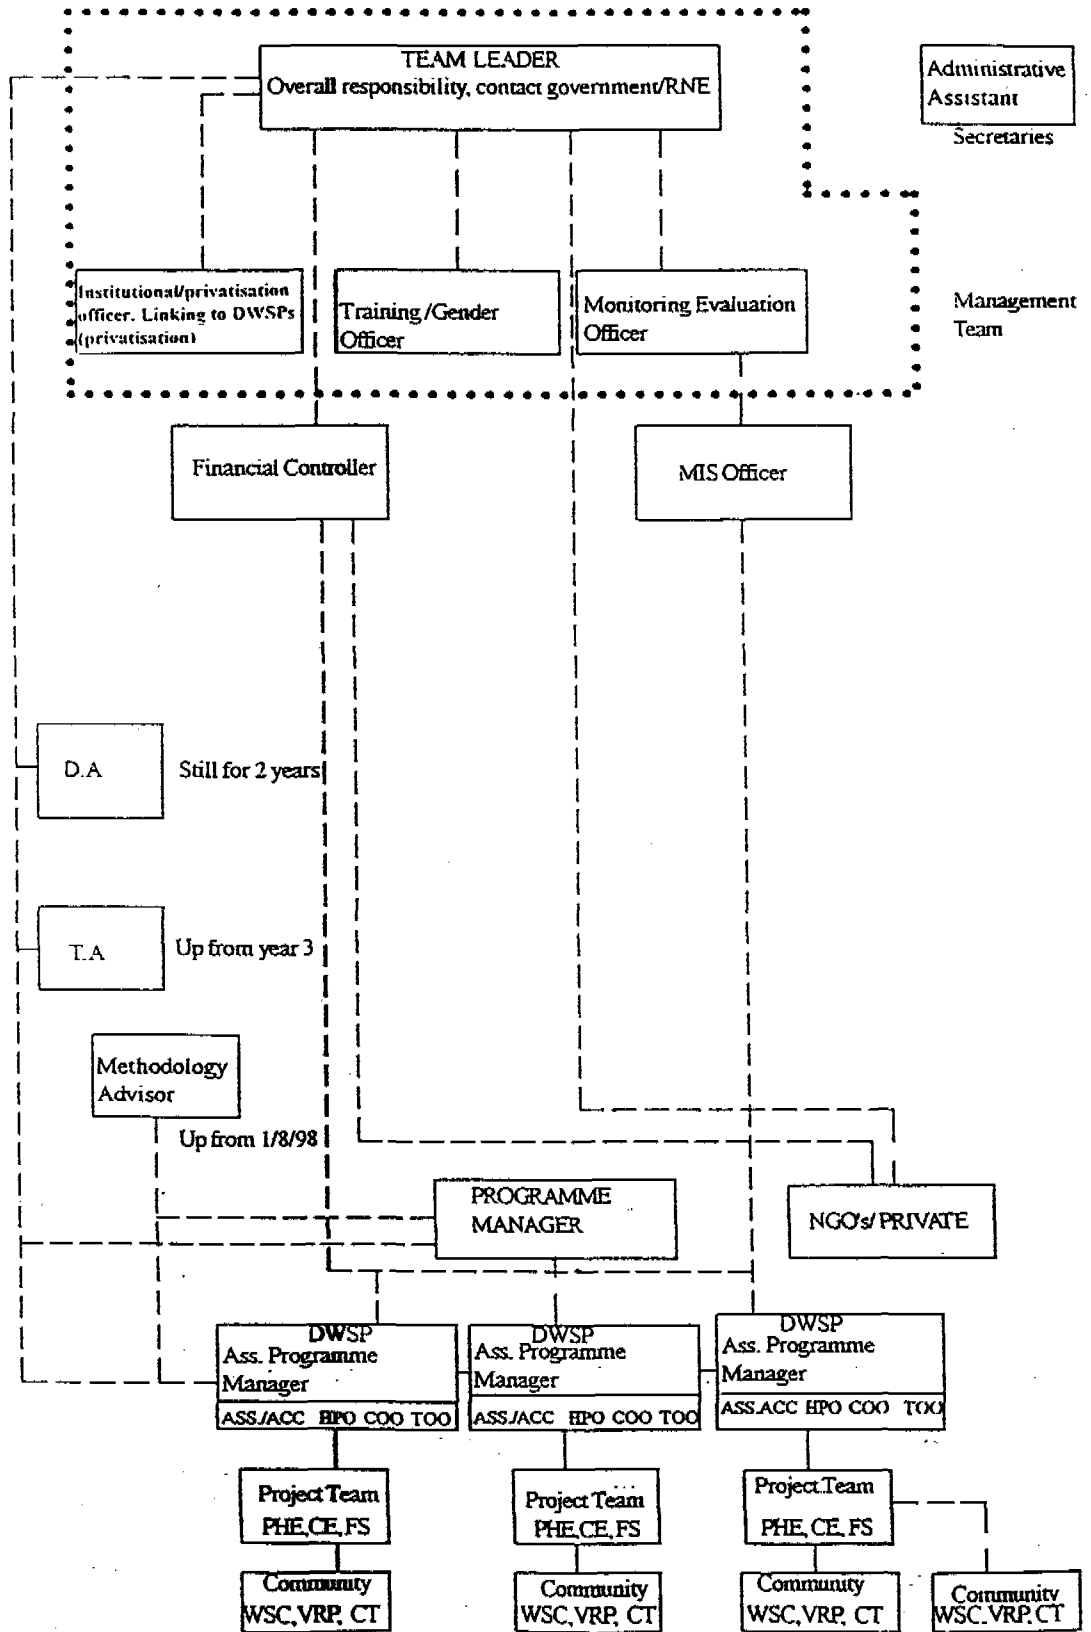 TEAM LEADER
Overall responsibility, contact government/RNE
Administrative
Assistant
Secretaries
Institutional/privatisation
officer. Linking to DWSPs
(privatisation)
Training/Gender
Officer
Monitoring Evaluation
Officer
Management
Team
Financial Controller
MIS Officer
D.A
Still for 2 years
T.A
Up from year 3
Methodology
Advisor
Up from 1/8/98
PROGRAMME
MANAGER
NGO's/ PRIVATE
DWSP
Ass. Programme
Manager
ASS./ACC HPO COO TOO
DWSP
Ass. Programme
Manager
ASS./ACC HPO COO TOO
DWSP
Ass. Programme
Manager
ASS.ACC HPO COO TOO
Project Team
PHE,CE,FS
Project Team
PHE,CE,FS
Project Team
PHE,CE,FS
Community
WSC,VRP, CT
Community
WSC,VRP, CT
Community
WSC,VRP, CT
Community
WSC,VRP, CT